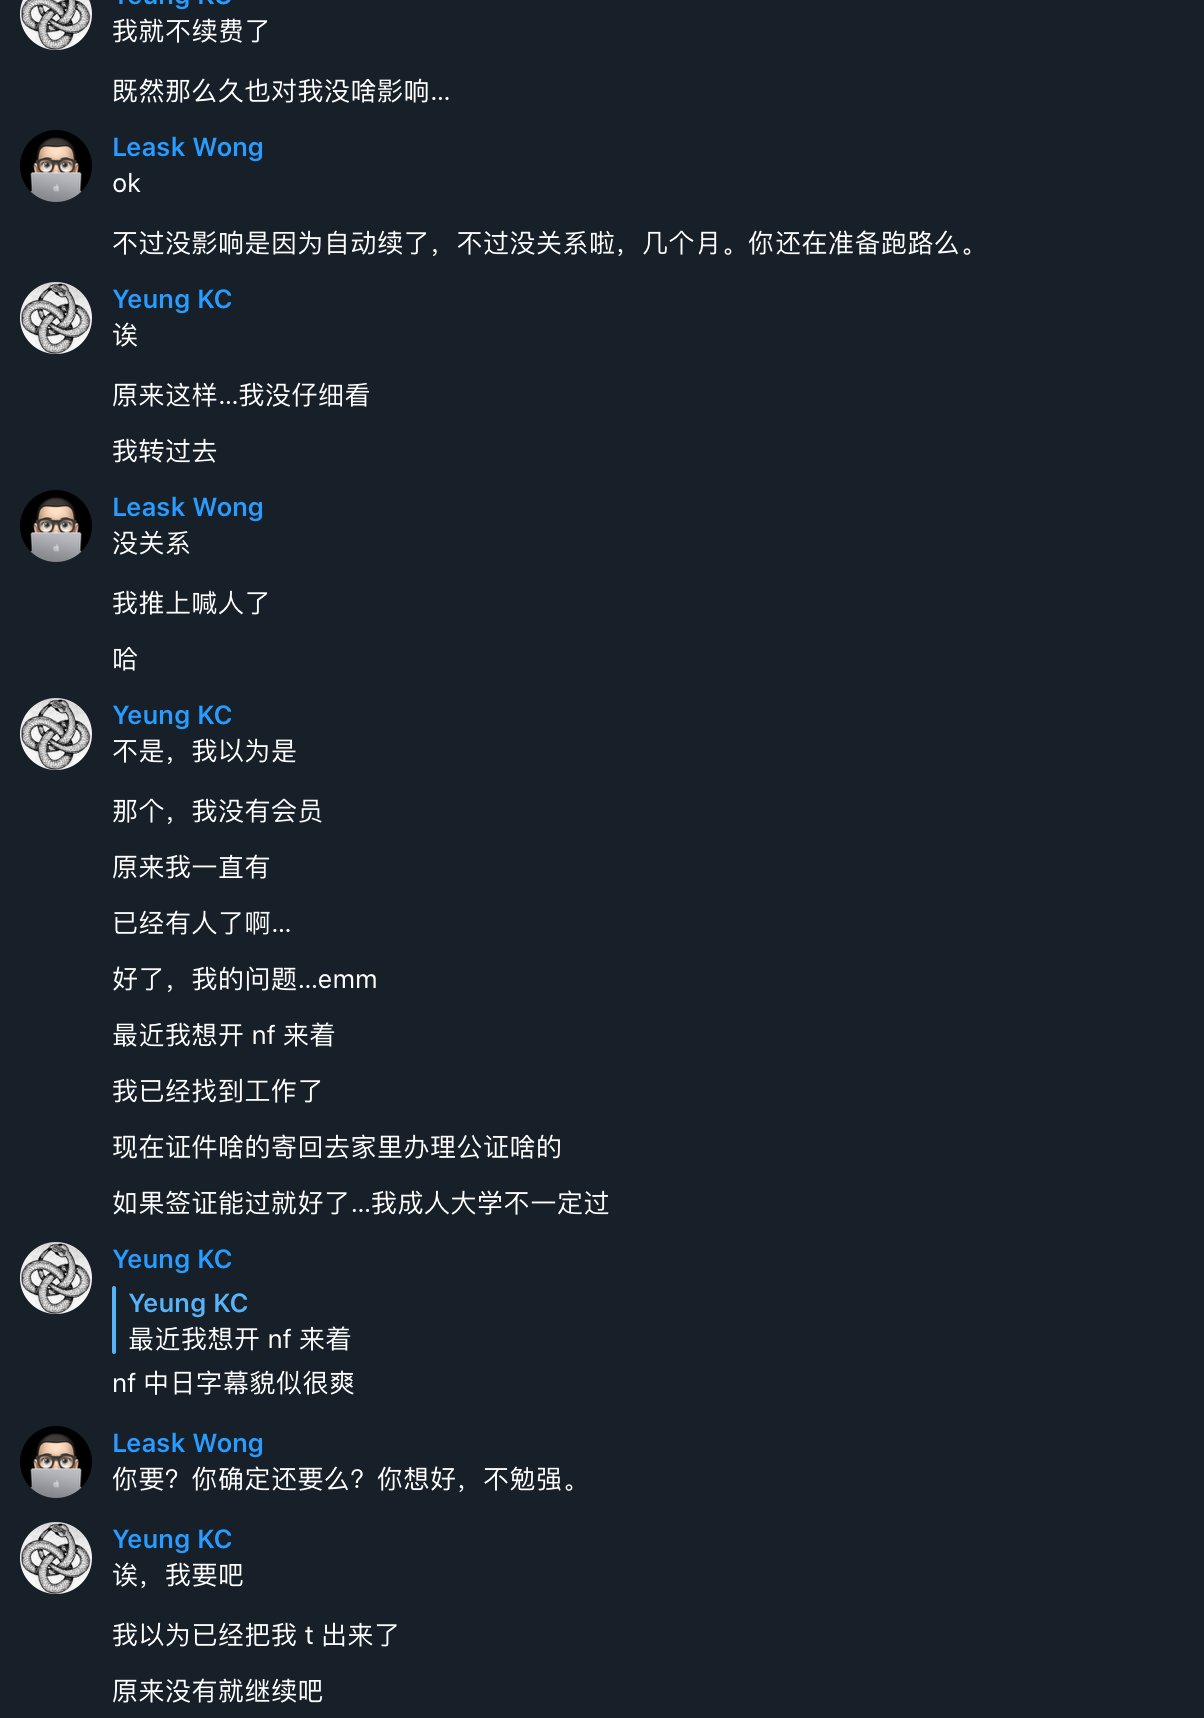 Yeung KC
我就不续费了
既然那么久也对我没啥影响...
Leask Wong
ok
不过没影响是因为自动续了，不过没关系啦，几个月。你还在准备跑路么。
Yeung KC
诶
原来这样...我没仔细看
我转过去
Leask Wong
没关系
我推上喊人了
哈
Yeung KC
不是，我以为是
那个，我没有会员
原来我一直有
已经有人了啊...
好了，我的问题...emm
最近我想开 nf 来着
我已经找到工作了
现在证件啥的寄回去家里办理公证啥的
如果签证能过就好了...我成人大学不一定过
Yeung KC
Yeung KC
最近我想开 nf 来着
nf 中日字幕貌似很爽
Leask Wong
你要？你确定还要么？你想好，不勉强。
Yeung KC
诶，我要吧
我以为已经把我 t 出来了
原来没有就继续吧